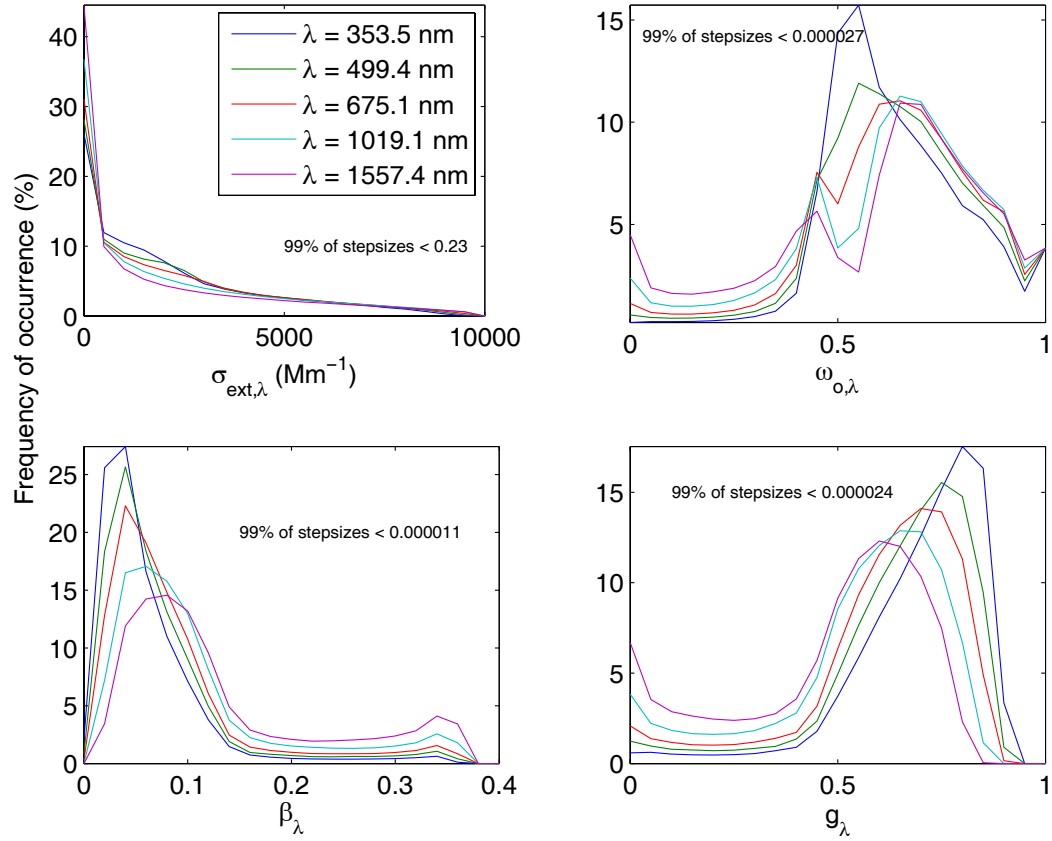 Frequency of occurrence (%)
40
30
20
10
0
0 5000 10000
σext,λ (Mm⁻¹)
λ = 353.5 nm
λ = 499.4 nm
λ = 675.1 nm
λ = 1019.1 nm
λ = 1557.4 nm
99% of stepsizes < 0.23
15
10
5
0 0.5 1
ωo,λ
99% of stepsizes < 0.000027
25
20
15
10
5
0
0 0.1 0.2 0.3 0.4
βλ
99% of stepsizes < 0.000011
15
10
5
0
0 0.5 1
gλ
99% of stepsizes < 0.000024